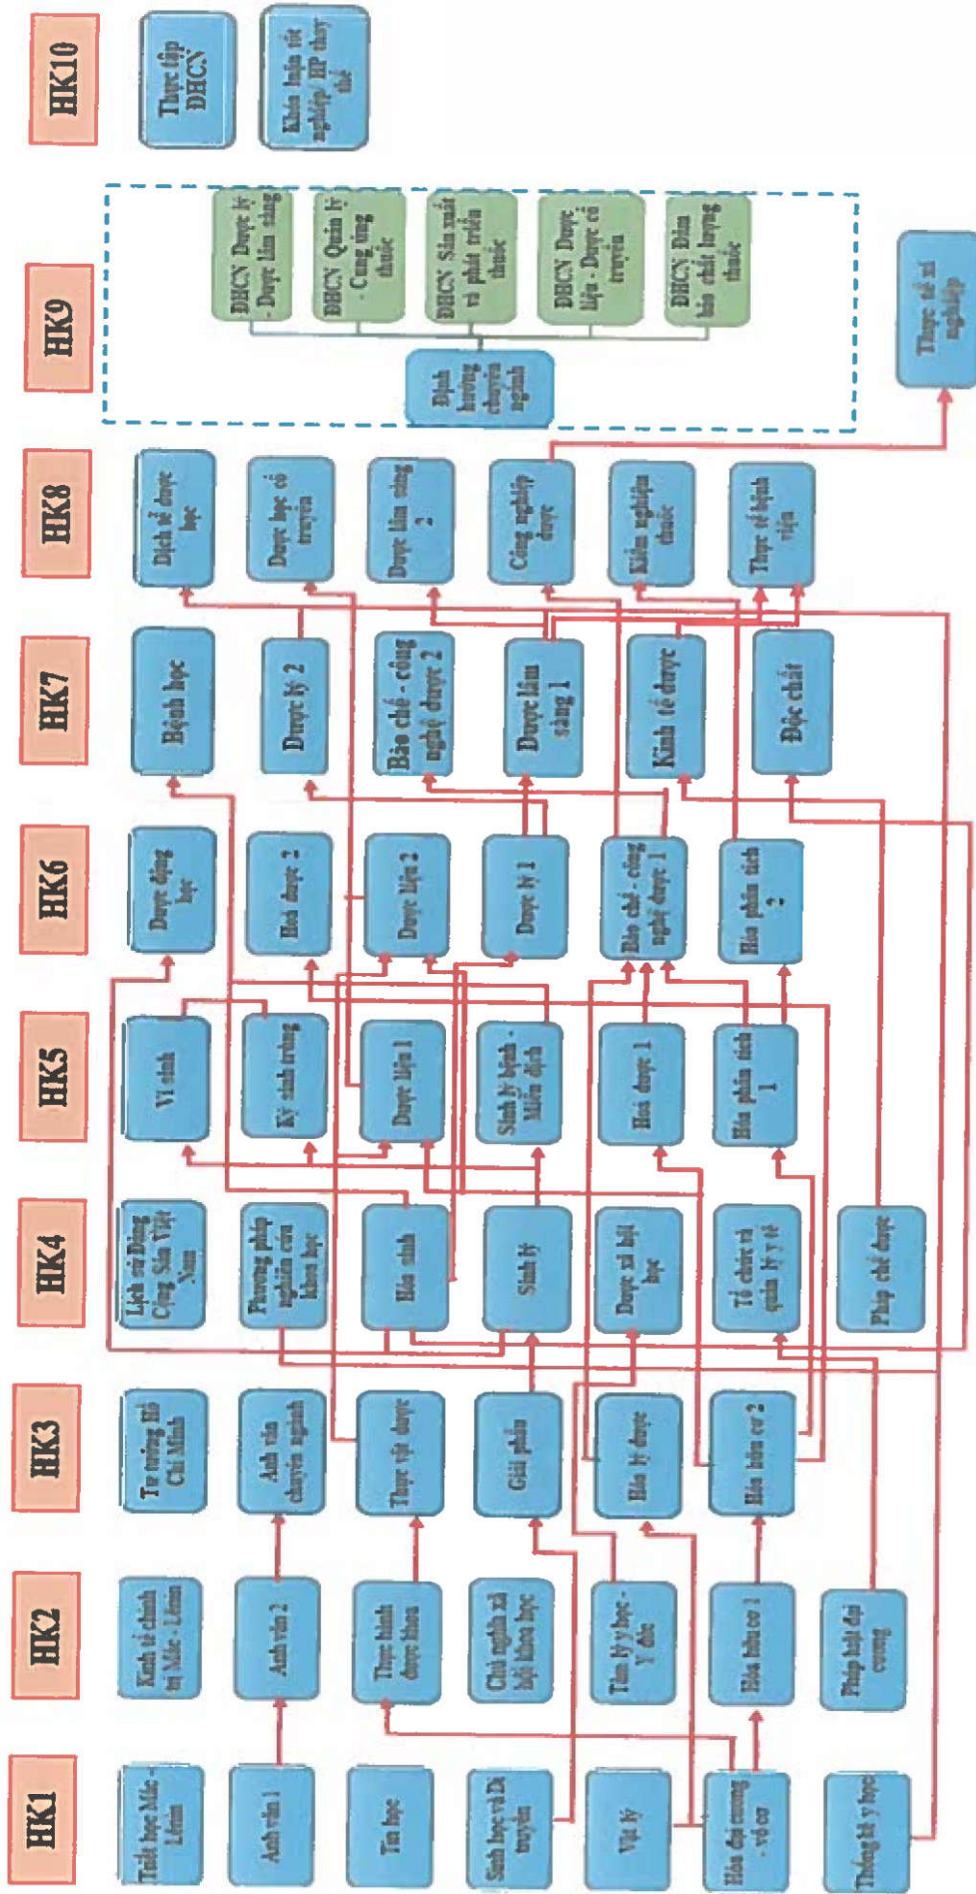 HK1
HK2
HK3
HK4
HK5
HK6
HK7
HK8
HK9
HK10
Triết học Mác -
Lênin
Anh văn 1
Tin học
Sinh học và Di
truyền
Vật lý
Hóa đại cương
- vô cơ
Thống kê y học
Kinh tế chính
trị Mác - Lênin
Anh văn 2
Thực hành
dược khoa
Chủ nghĩa xã
hội khoa học
Tâm lý y học -
Y đức
Hóa hữu cơ 1
Pháp luật đại
cương
Tư tưởng Hồ
Chí Minh
Anh văn
chuyên ngành
Thực vật dược
Giải phẫu
Hóa lý dược
Hóa hữu cơ 2
Lịch sử Đảng
Cộng Sản Việt
Nam
Phương pháp
nghiên cứu
khoa học
Hóa sinh
Sinh lý
Dược xã hội
học
Tổ chức và
quản lý y tế
Pháp chế dược
Vi sinh
Ký sinh trùng
Dược liệu 1
Sinh lý bệnh -
Miễn dịch
Hoá dược 1
Hóa phân tích
1
Dược động
học
Hoá dược 2
Dược liệu 2
Dược lý 1
Bào chế - công
nghệ dược 1
Hóa phân tích
2
Bệnh học
Dược lý 2
Bào chế - công
nghệ dược 2
Dược lâm
sàng 1
Kinh tế dược
Độc chất
Dịch tễ dược
học
Dược học cổ
truyền
Dược lâm sàng
2
Công nghiệp
dược
Kiểm nghiệm
thuốc
Thực tế bệnh
viện
Định
hướng
chuyên
ngành
ĐHCN Dược lý
- Dược lâm sàng
ĐHCN Quản lý
- Cung ứng
thuốc
ĐHCN Sản xuất
và phát triển
thuốc
ĐHCN Dược
liệu - Dược cổ
truyền
ĐHCN Đảm
bảo chất lượng
thuốc
Thực tế xí
nghiệp
Thực tập
ĐHCN
Khóa luận tốt
nghiệp/ HP thay
thế